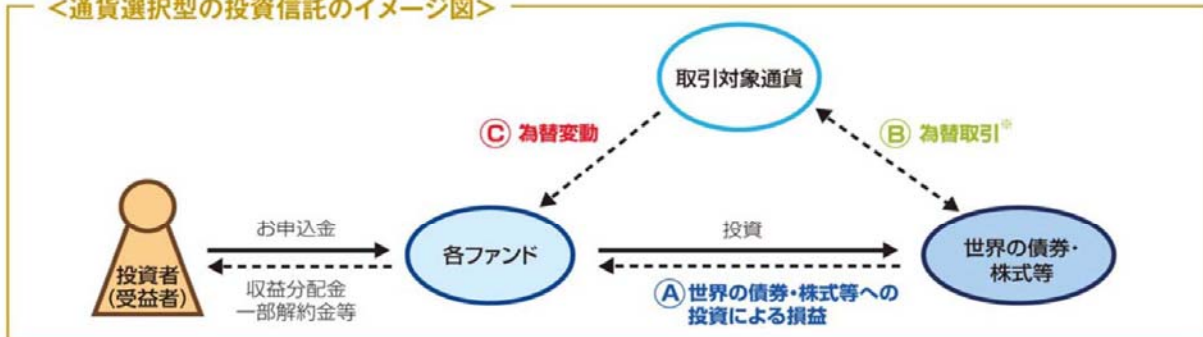 <通貨選択型の投資信託のイメージ図>
取引対象通貨
Ⓒ 為替変動
Ⓑ 為替取引※
お申込金
投資
各ファンド
世界の債券・
株式等
投資者
(受益者)
収益分配金
一部解約金等
Ⓐ世界の債券・株式等への
投資による損益